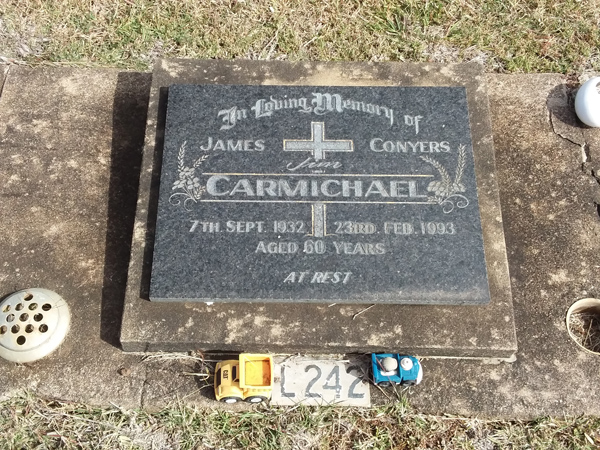 In Loving Memory of
JAMES CONYERS
Jim
CARMICHAEL
7TH. SEPT. 1932 23RD. FEB. 1993
AGED 60 YEARS
AT REST
L 242